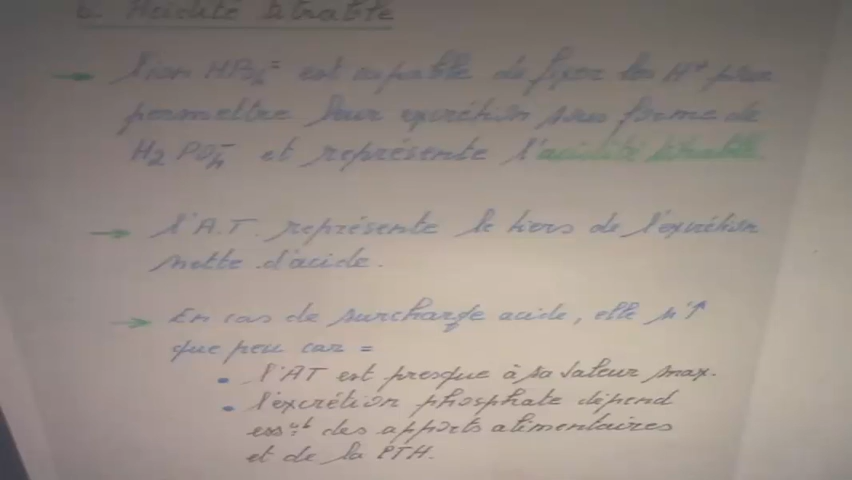 Acidité titrable
→ l'ion HPO₄⁼ est capable de fixer les H⁺ pour
permettre leur excrétion sous forme de
H₂PO₄⁻ et représente l'acidité titrable.
→ l'A.T. représente le tiers de l'excrétion
nette d'acide.
→ En cas de surcharge acide, elle n'↑
que peu car =
• l'AT est presque à sa valeur max.
• l'excrétion phosphate dépend
essᵗ des apports alimentaires
et de la PTH.